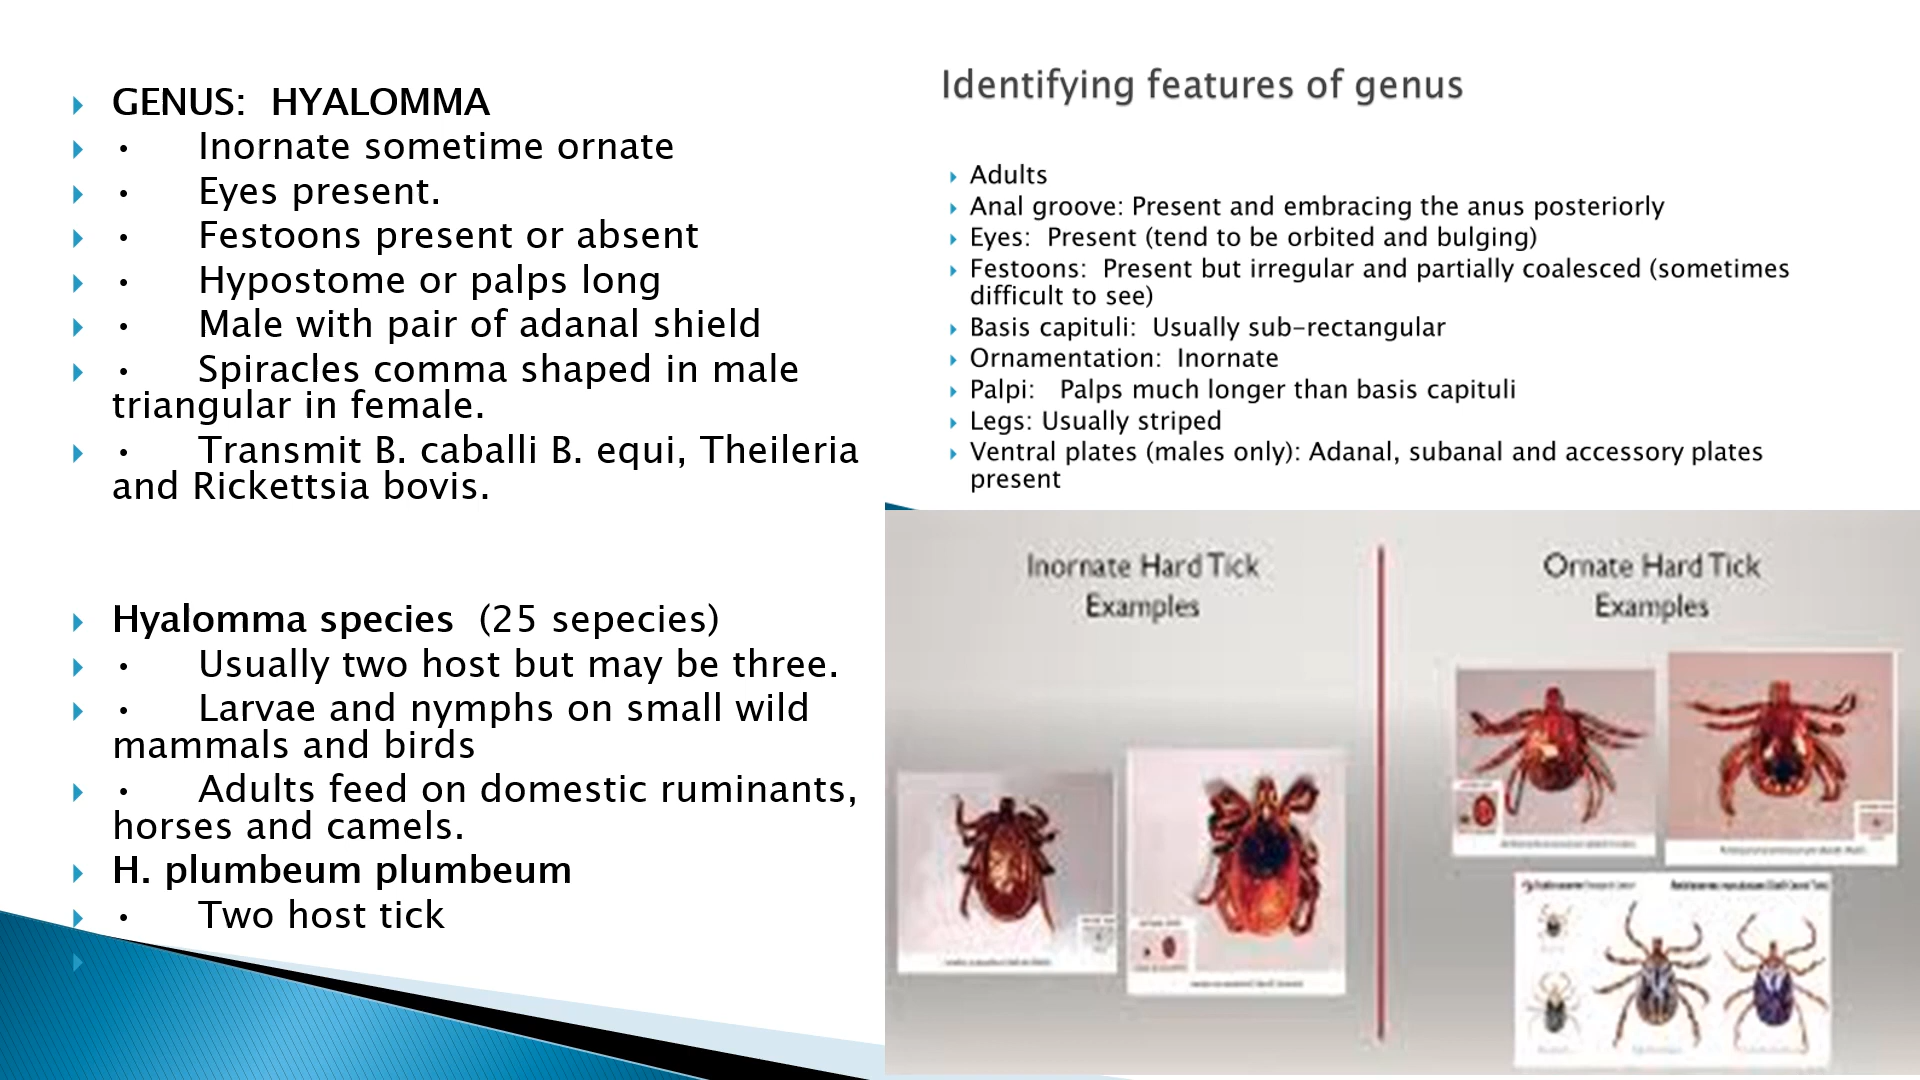 GENUS:  HYALOMMA
•	Inornate sometime ornate
•	Eyes present.
•	Festoons present or absent
•	Hypostome or palps long
•	Male with pair of adanal shield
•	Spiracles comma shaped in male
triangular in female.
•	Transmit B. caballi B. equi, Theileria
and Rickettsia bovis.
Hyalomma species  (25 sepecies)
•	Usually two host but may be three.
•	Larvae and nymphs on small wild
mammals and birds
•	Adults feed on domestic ruminants,
horses and camels.
H. plumbeum plumbeum
•	Two host tick
Identifying features of genus
Adults
Anal groove: Present and embracing the anus posteriorly
Eyes:  Present (tend to be orbited and bulging)
Festoons:  Present but irregular and partially coalesced (sometimes
difficult to see)
Basis capituli:  Usually sub-rectangular
Ornamentation:  Inornate
Palpi:   Palps much longer than basis capituli
Legs: Usually striped
Ventral plates (males only): Adanal, subanal and accessory plates
present
Inornate Hard Tick
Examples
Ornate Hard Tick
Examples